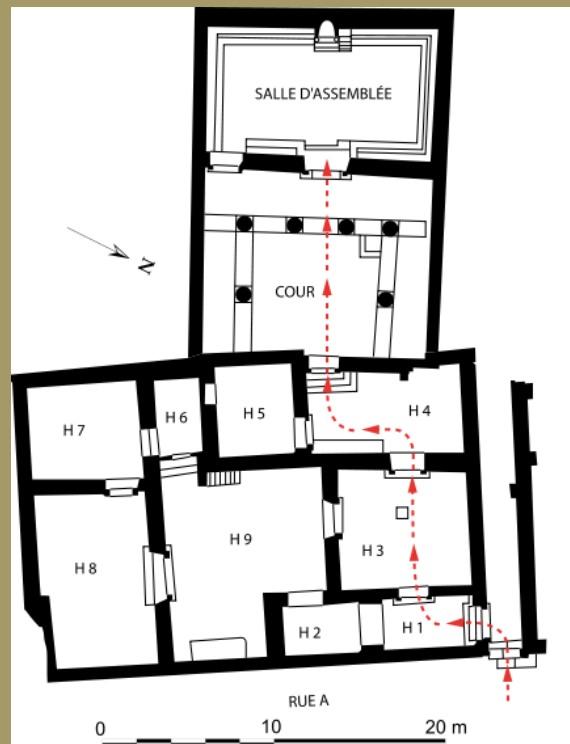 SALLE D'ASSEMBLÉE
N
COUR
H 7
H 6
H 5
H 4
H 8
H 9
H 3
H 2
H 1
RUE A
0 10 20 m